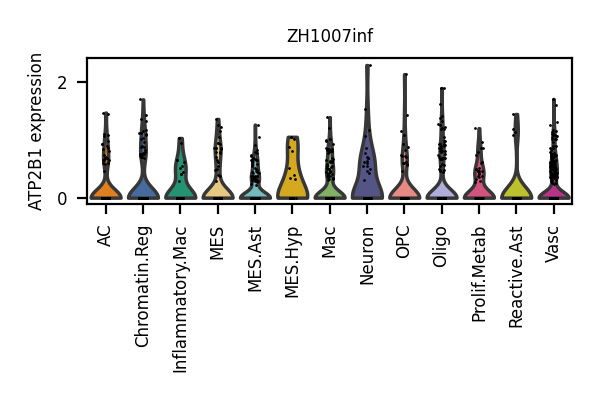 ZH1007inf
ATP2B1 expression
2
0
AC
Chromatin.Reg
Inflammatory.Mac
MES
MES.Ast
MES.Hyp
Mac
Neuron
OPC
Oligo
Prolif.Metab
Reactive.Ast
Vasc